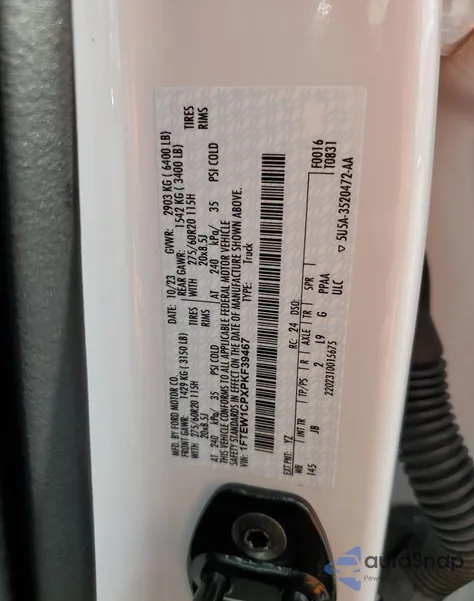 MFD. BY FORD MOTOR CO.
DATE: 10/23 GVWR: 2903 KG ( 6400 LB)
FRONT GAWR: 1429 KG ( 3150 LB) REAR GAWR: 1542 KG ( 3400 LB)
WITH 275/60R20 115H TIRES WITH 275/60R20 115H TIRES
20x8.5J RIMS 20x8.5J RIMS
AT 240 kPa/ 35 PSI COLD AT 240 kPa/ 35 PSI COLD
THIS VEHICLE CONFORMS TO ALL APPLICABLE FEDERAL MOTOR VEHICLE
SAFETY STANDARDS IN EFFECT ON THE DATE OF MANUFACTURE SHOWN ABOVE.
VIN: 1FTEW1CPXPKF39467 TYPE: Truck
F0016
T0831
2202310015675
EXT PNT: YZ RC: 24 DSO:
WB INT TR TP/PS R AXLE TR SPR
145 JB 2 L9 G PPAA
ULC
▽ 5U5A-3520472-AA
autoSnap
Powe